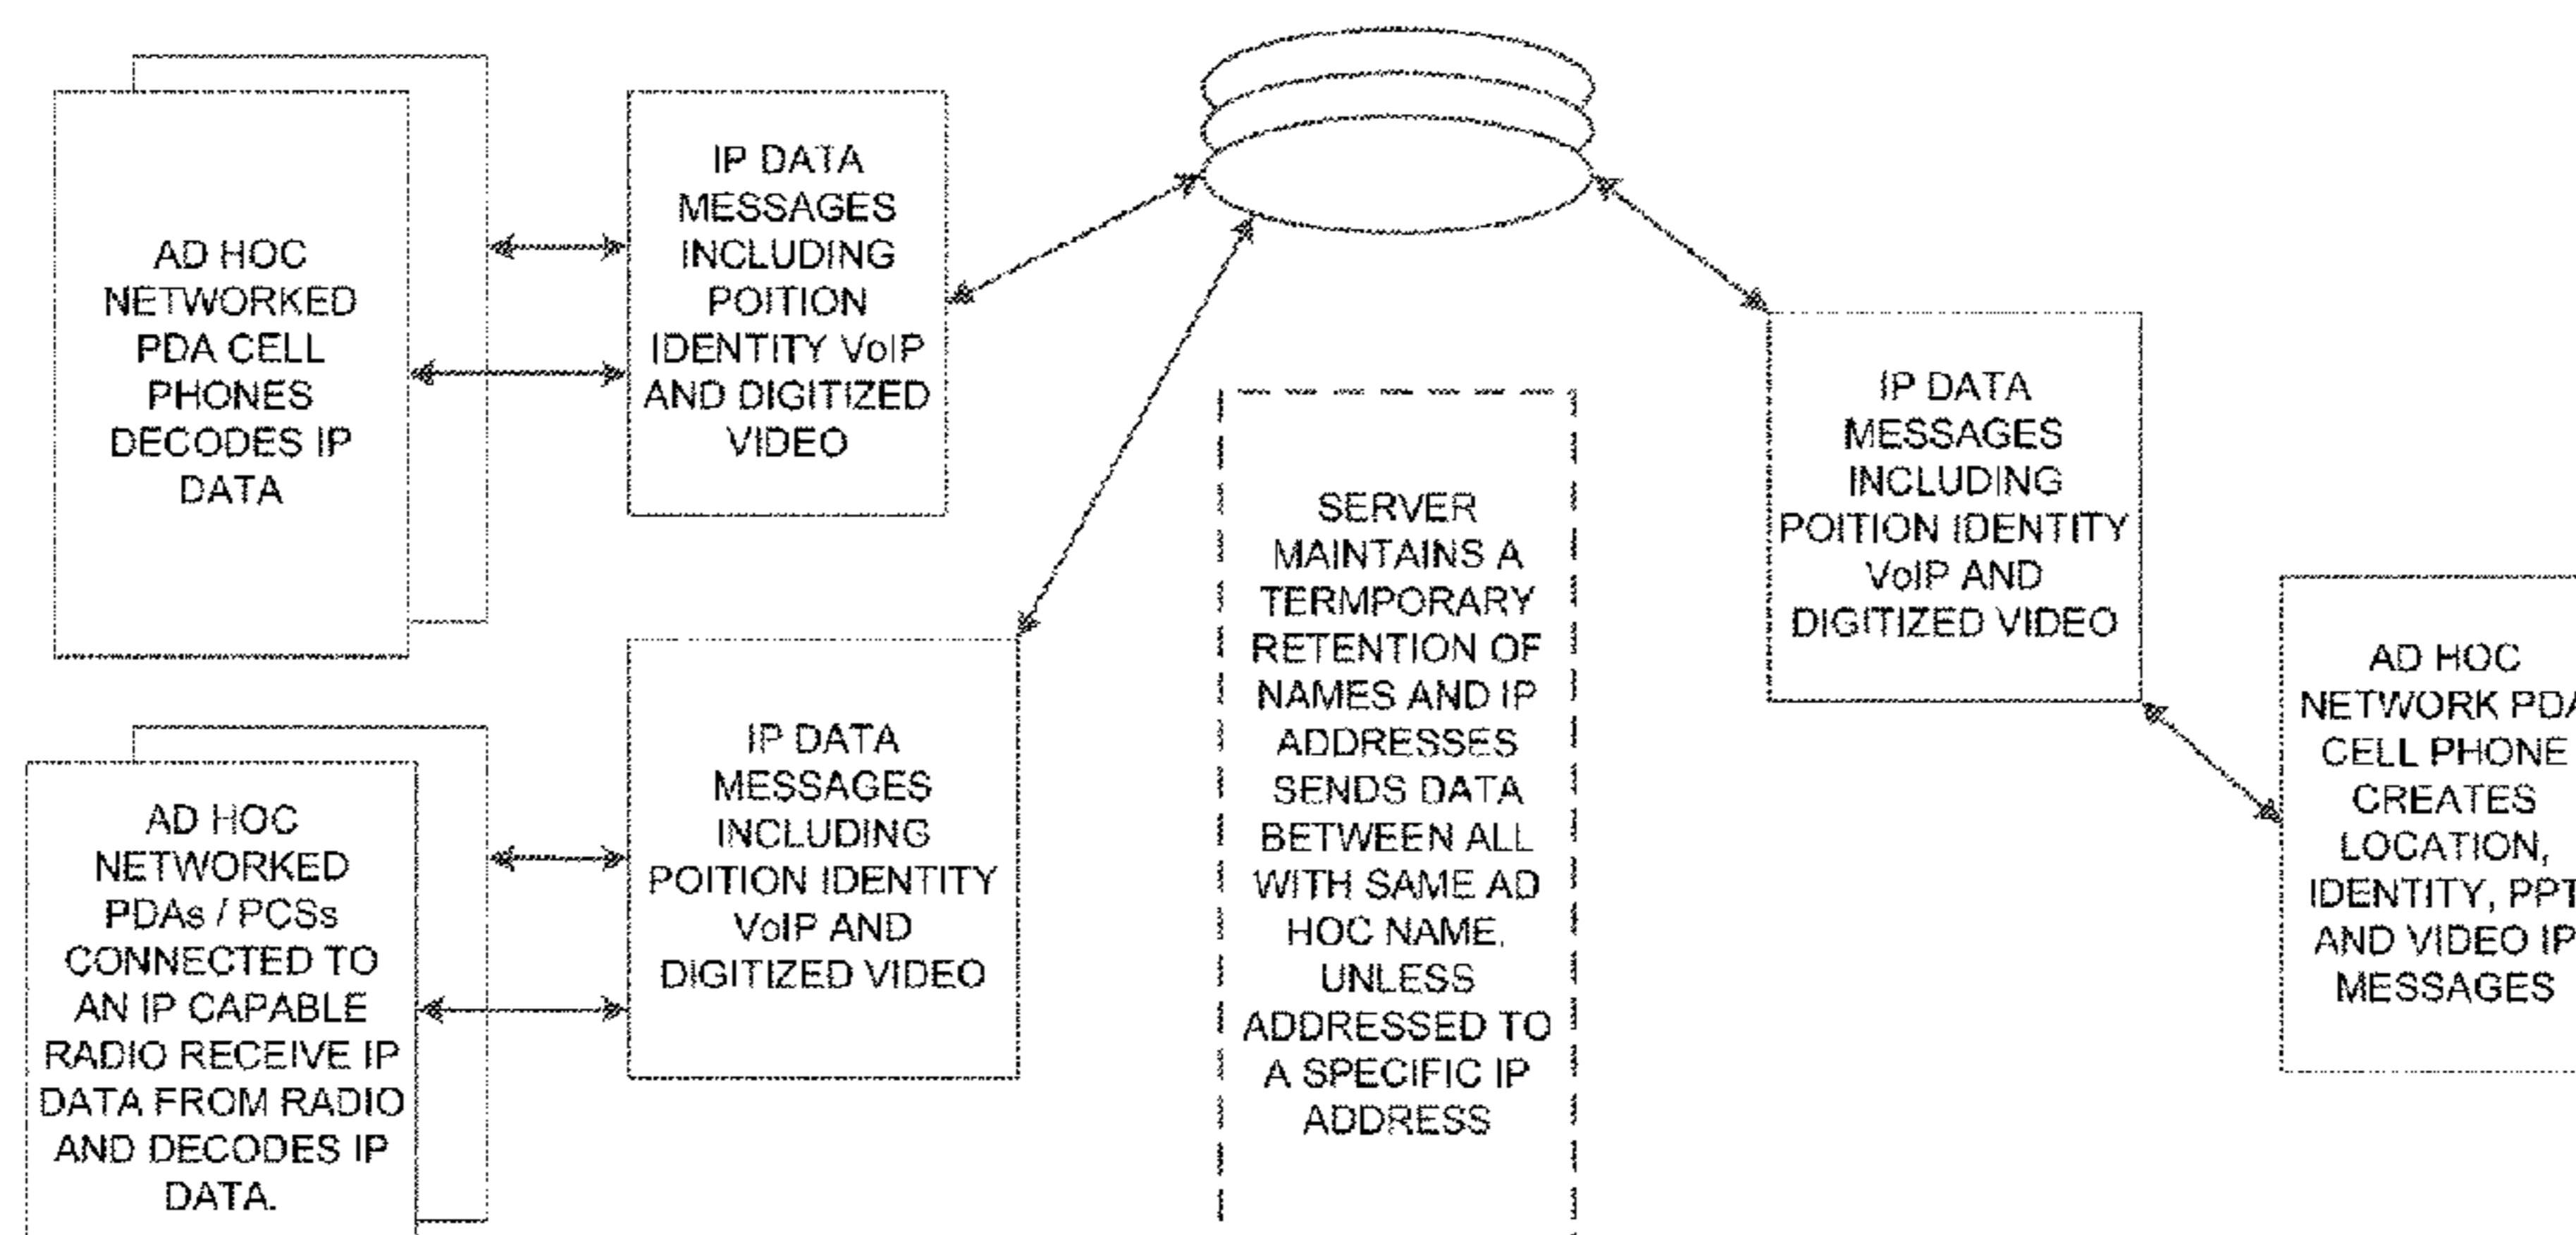 AD HOC
NETWORKED
PDA CELL
PHONES
DECODES IP
DATA
IP DATA
MESSAGES
INCLUDING
POITION
IDENTITY VoIP
AND DIGITIZED
VIDEO
AD HOC
NETWORKED
PDAs / PCSs
CONNECTED TO
AN IP CAPABLE
RADIO RECEIVE IP
DATA FROM RADIO
AND DECODES IP
DATA.
IP DATA
MESSAGES
INCLUDING
POITION IDENTITY
VoIP AND
DIGITIZED VIDEO
SERVER
MAINTAINS A
TERMPORARY
RETENTION OF
NAMES AND IP
ADDRESSES
SENDS DATA
BETWEEN ALL
WITH SAME AD
HOC NAME,
UNLESS
ADDRESSED TO
A SPECIFIC IP
ADDRESS
IP DATA
MESSAGES
INCLUDING
POITION IDENTITY
VoIP AND
DIGITIZED VIDEO
AD HOC
NETWORK PDA
CELL PHONE
CREATES
LOCATION,
IDENTITY, PPT
AND VIDEO IP
MESSAGES